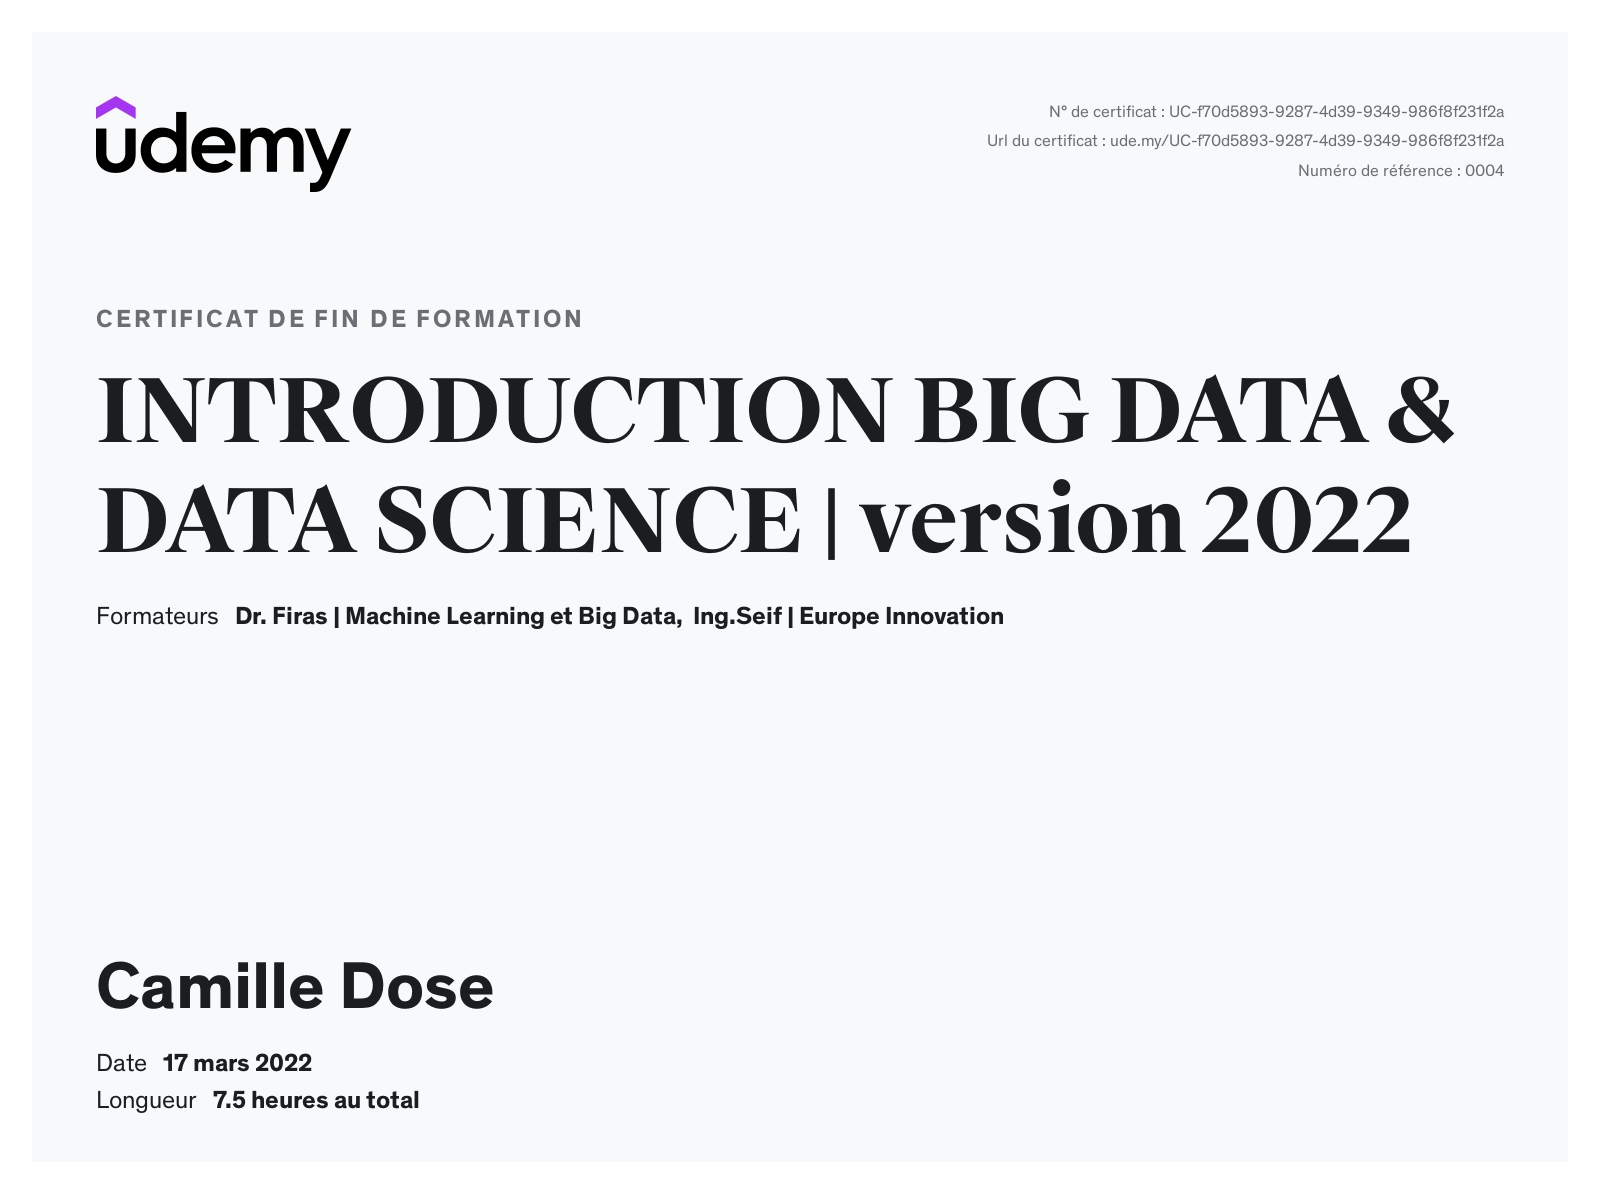 udemy
N° de certificat : UC-f70d5893-9287-4d39-9349-986f8f231f2a
Url du certificat : ude.my/UC-f70d5893-9287-4d39-9349-986f8f231f2a
Numéro de référence : 0004
CERTIFICAT DE FIN DE FORMATION
INTRODUCTION BIG DATA &
DATA SCIENCE | version 2022
Formateurs Dr. Firas | Machine Learning et Big Data, Ing.Seif | Europe Innovation
Camille Dose
Date 17 mars 2022
Longueur 7.5 heures au total